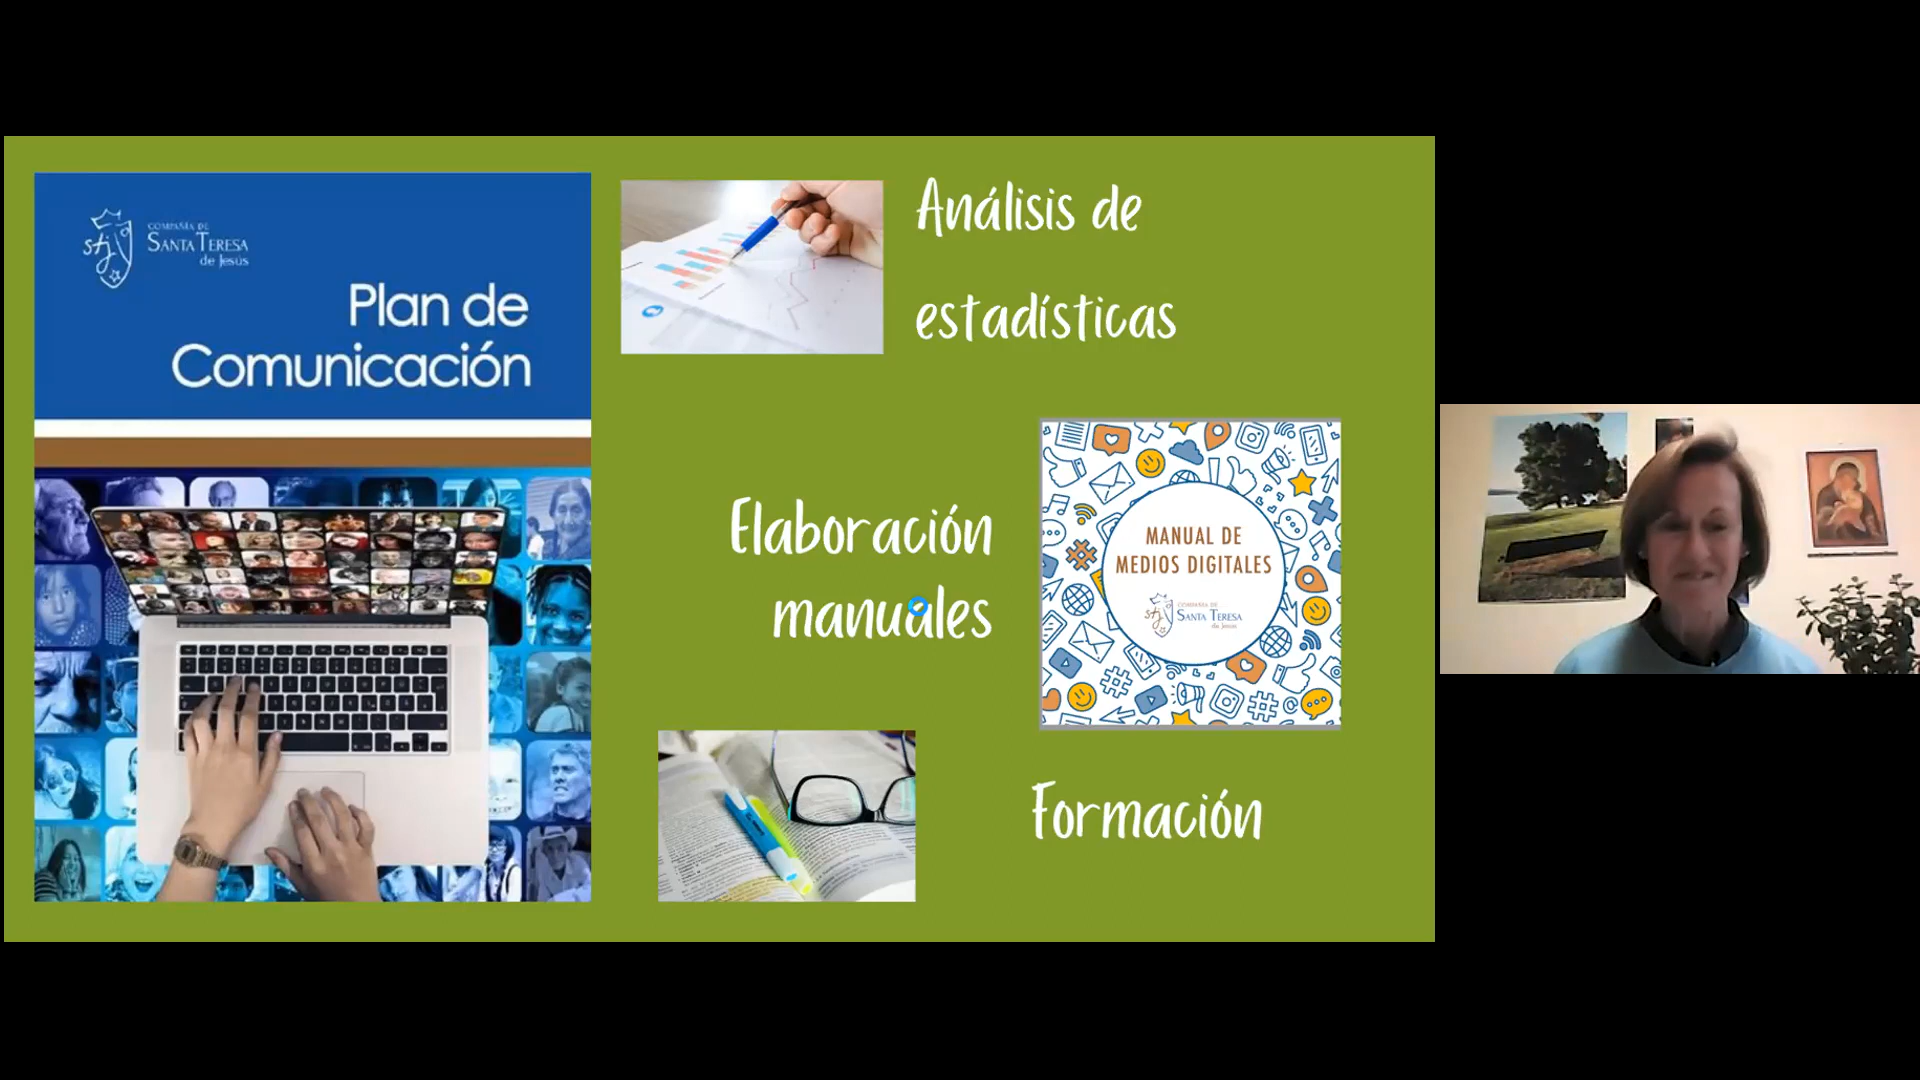 COMPAÑÍA DE
SANTA TERESA
de Jesús
Plan de
Comunicación
Análisis de
estadísticas
Elaboración
manuales
MANUAL DE
MEDIOS DIGITALES
COMPAÑÍA DE
SANTA TERESA
de Jesús
Formación